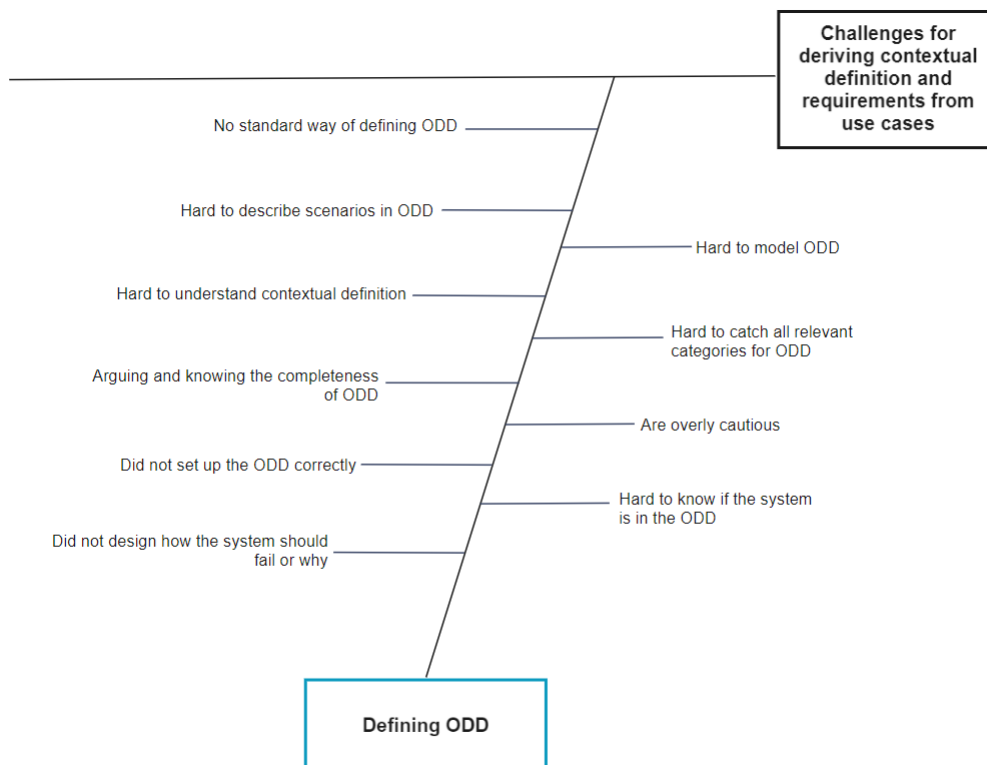 Challenges for
deriving contextual
definition and
requirements from
use cases
No standard way of defining ODD
Hard to describe scenarios in ODD
Hard to model ODD
Hard to understand contextual definition
Hard to catch all relevant
categories for ODD
Arguing and knowing the completeness
of ODD
Are overly cautious
Did not set up the ODD correctly
Hard to know if the system
is in the ODD
Did not design how the system should
fail or why
Defining ODD